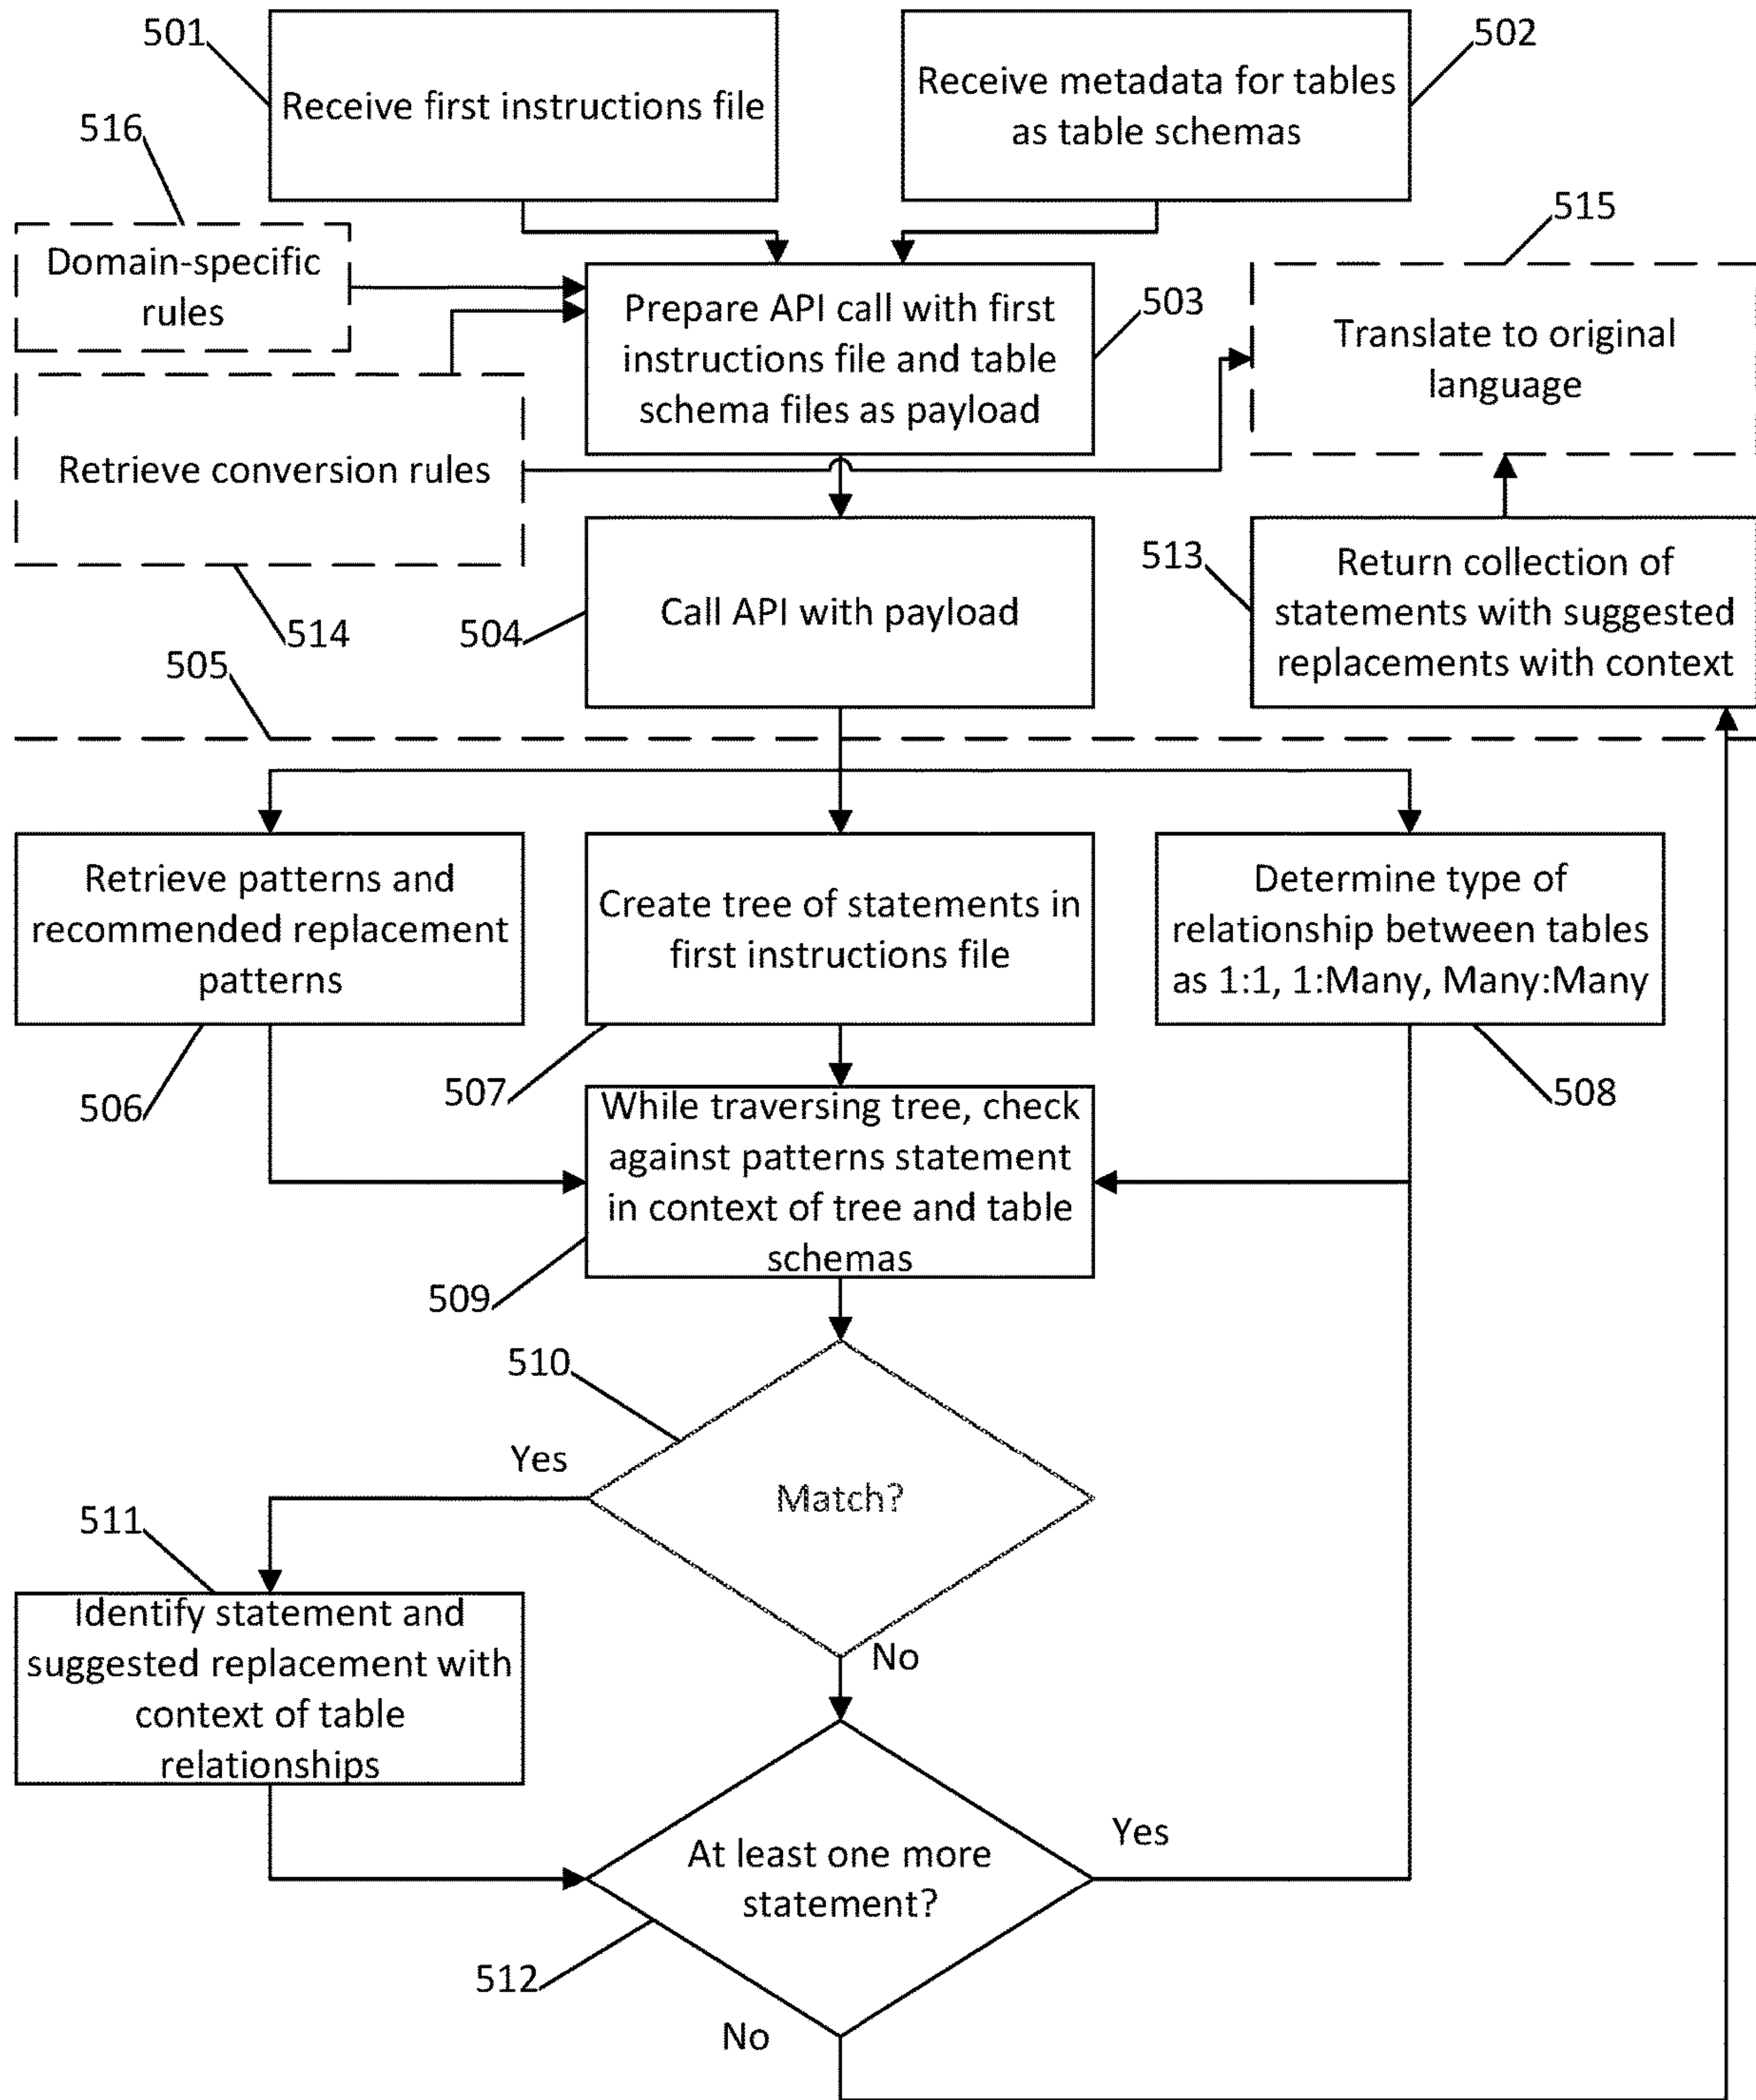 501
Receive first instructions file
502
Receive metadata for tables
as table schemas
516
Domain-specific
rules
515
Prepare API call with first
instructions file and table
schema files as payload
503
Translate to original
language
Retrieve conversion rules
514
504
Call API with payload
513
Return collection of
statements with suggested
replacements with context
505
Retrieve patterns and
recommended replacement
patterns
506
Create tree of statements in
first instructions file
507
Determine type of
relationship between tables
as 1:1, 1:Many, Many:Many
508
While traversing tree, check
against patterns statement
in context of tree and table
schemas
509
510
Match?
Yes
No
511
Identify statement and
suggested replacement with
context of table
relationships
At least one more
statement?
Yes
512
No